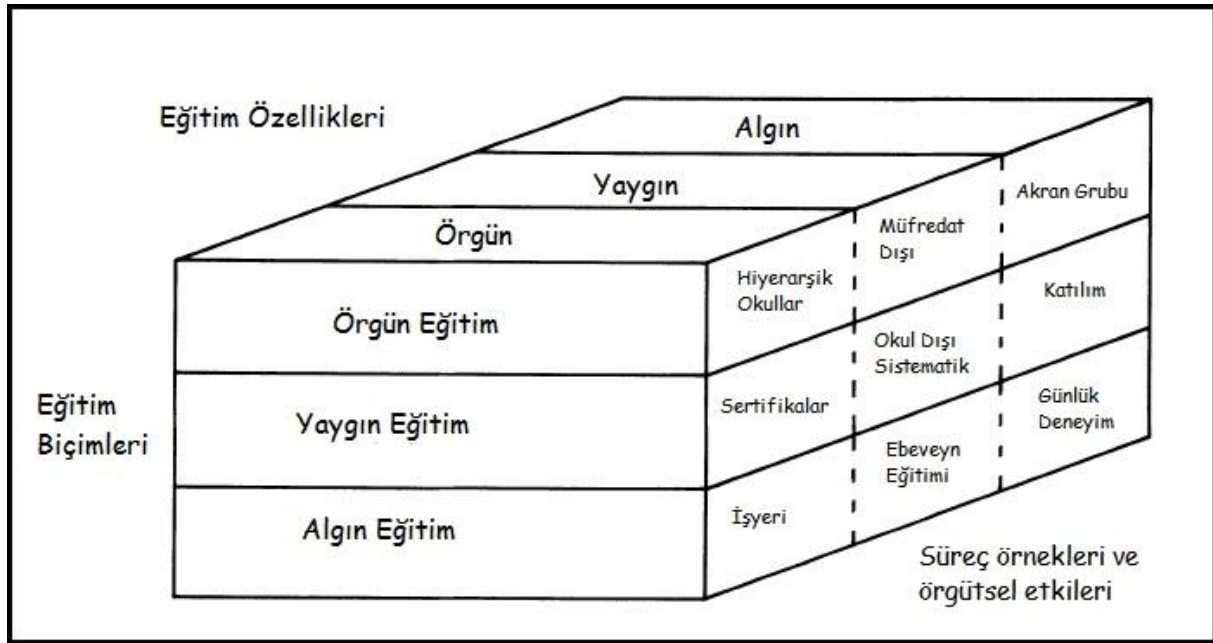 Eğitim Özellikleri
Algın
Yaygın
Örgün
Akran Grubu
Müfredat
Dışı
Hiyerarşik
Okullar
Katılım
Örgün Eğitim
Okul Dışı
Sistematik
Günlük
Deneyim
Sertifikalar
Eğitim
Biçimleri
Yaygın Eğitim
Ebeveyn
Eğitimi
İşyeri
Algın Eğitim
Süreç örnekleri ve
örgütsel etkileri